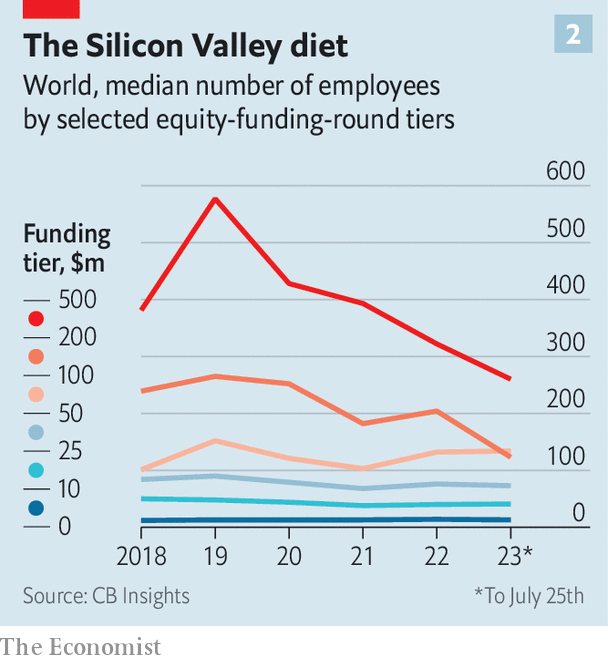 2
The Silicon Valley diet
World, median number of employees
by selected equity-funding-round tiers
Funding
tier, $m
500
200
100
50
25
10
0
600
500
400
300
200
100
0
2018 19 20 21 22 23*
Source: CB Insights *To July 25th
The Economist